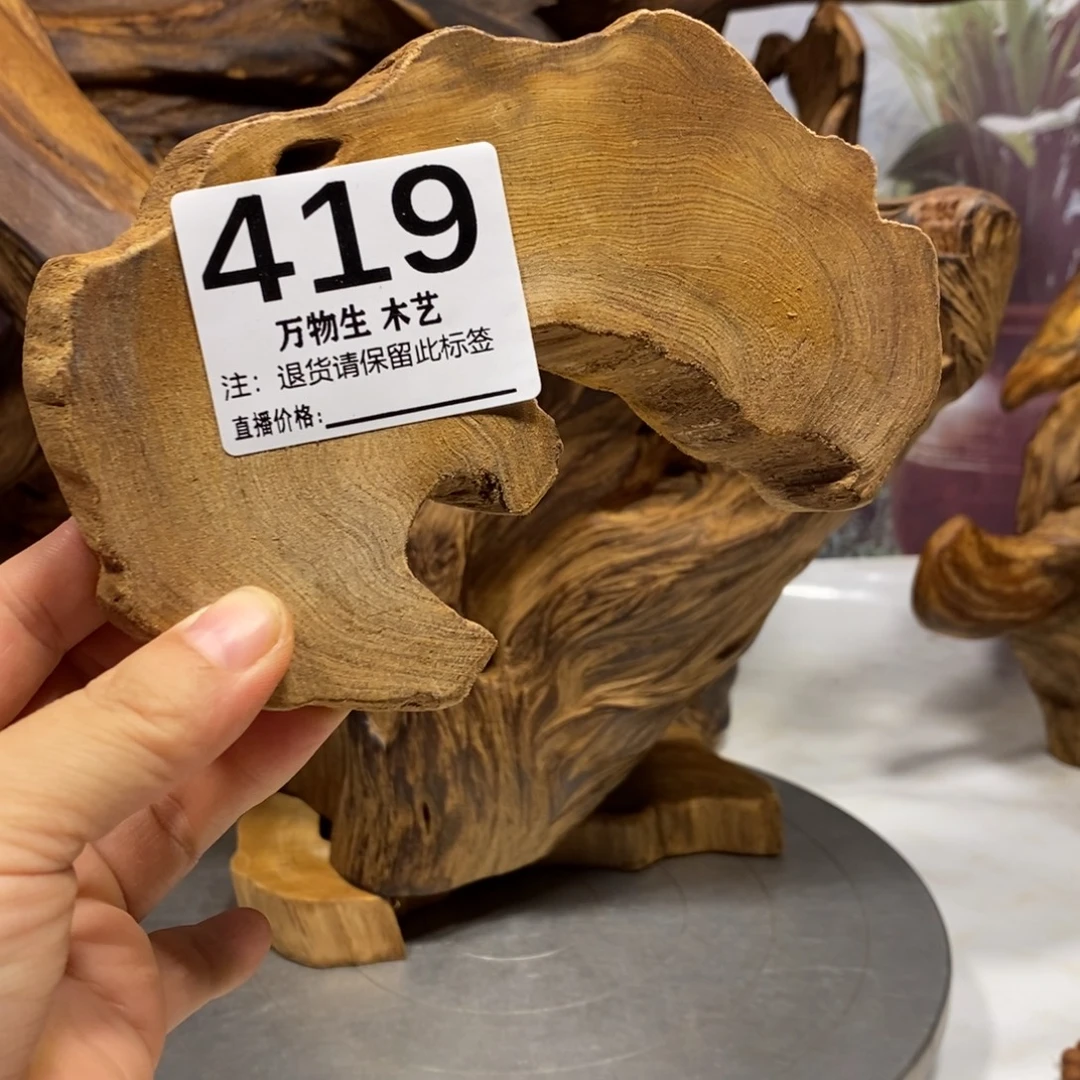 419
万物生 木艺
注：退货请保留此标签
直播价格: